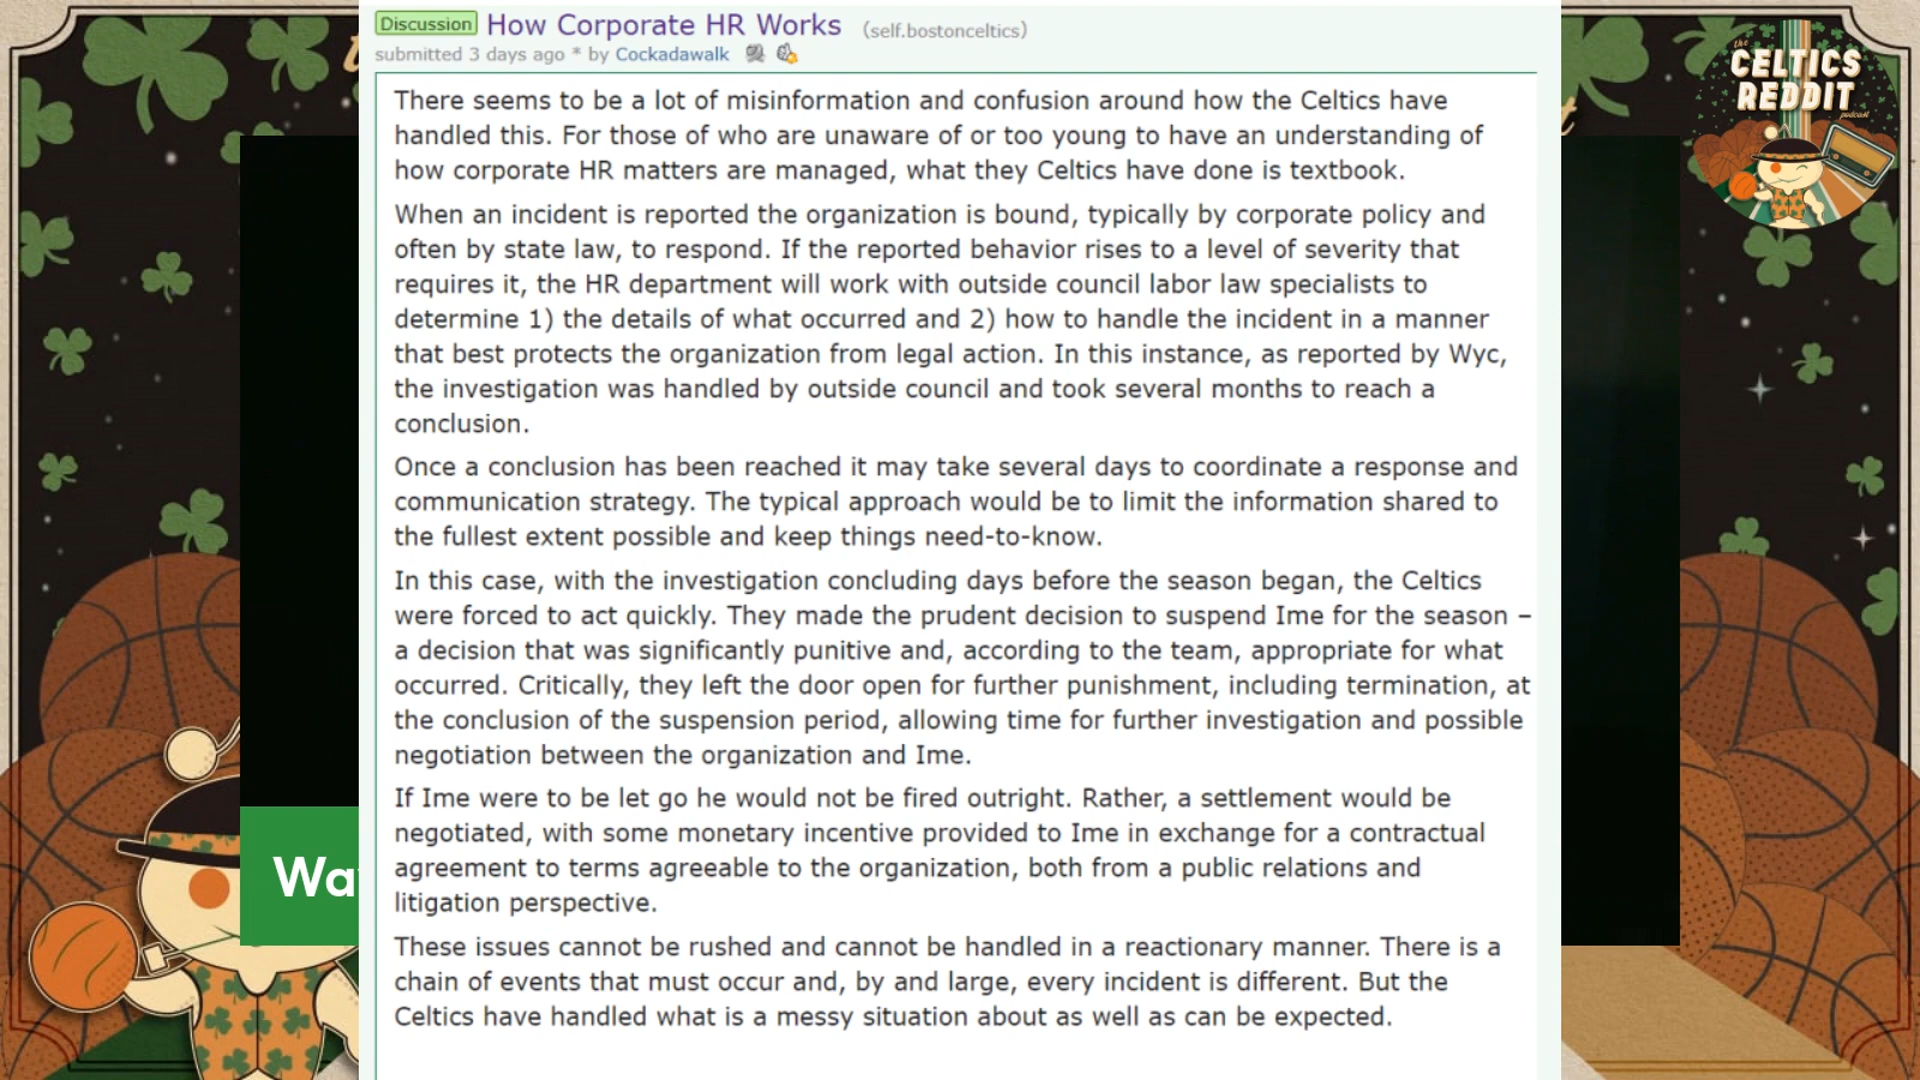 Discussion How Corporate HR Works (self.bostonceltics)
submitted 3 days ago * by Cockadawalk
There seems to be a lot of misinformation and confusion around how the Celtics have
handled this. For those of who are unaware of or too young to have an understanding of
how corporate HR matters are managed, what they Celtics have done is textbook.
When an incident is reported the organization is bound, typically by corporate policy and
often by state law, to respond. If the reported behavior rises to a level of severity that
requires it, the HR department will work with outside council labor law specialists to
determine 1) the details of what occurred and 2) how to handle the incident in a manner
that best protects the organization from legal action. In this instance, as reported by Wyc,
the investigation was handled by outside council and took several months to reach a
conclusion.
Once a conclusion has been reached it may take several days to coordinate a response and
communication strategy. The typical approach would be to limit the information shared to
the fullest extent possible and keep things need-to-know.
In this case, with the investigation concluding days before the season began, the Celtics
were forced to act quickly. They made the prudent decision to suspend Ime for the season –
a decision that was significantly punitive and, according to the team, appropriate for what
occurred. Critically, they left the door open for further punishment, including termination, at
the conclusion of the suspension period, allowing time for further investigation and possible
negotiation between the organization and Ime.
If Ime were to be let go he would not be fired outright. Rather, a settlement would be
negotiated, with some monetary incentive provided to Ime in exchange for a contractual
agreement to terms agreeable to the organization, both from a public relations and
litigation perspective.
These issues cannot be rushed and cannot be handled in a reactionary manner. There is a
chain of events that must occur and, by and large, every incident is different. But the
Celtics have handled what is a messy situation about as well as can be expected.
the
CELTICS
REDDIT
podcast